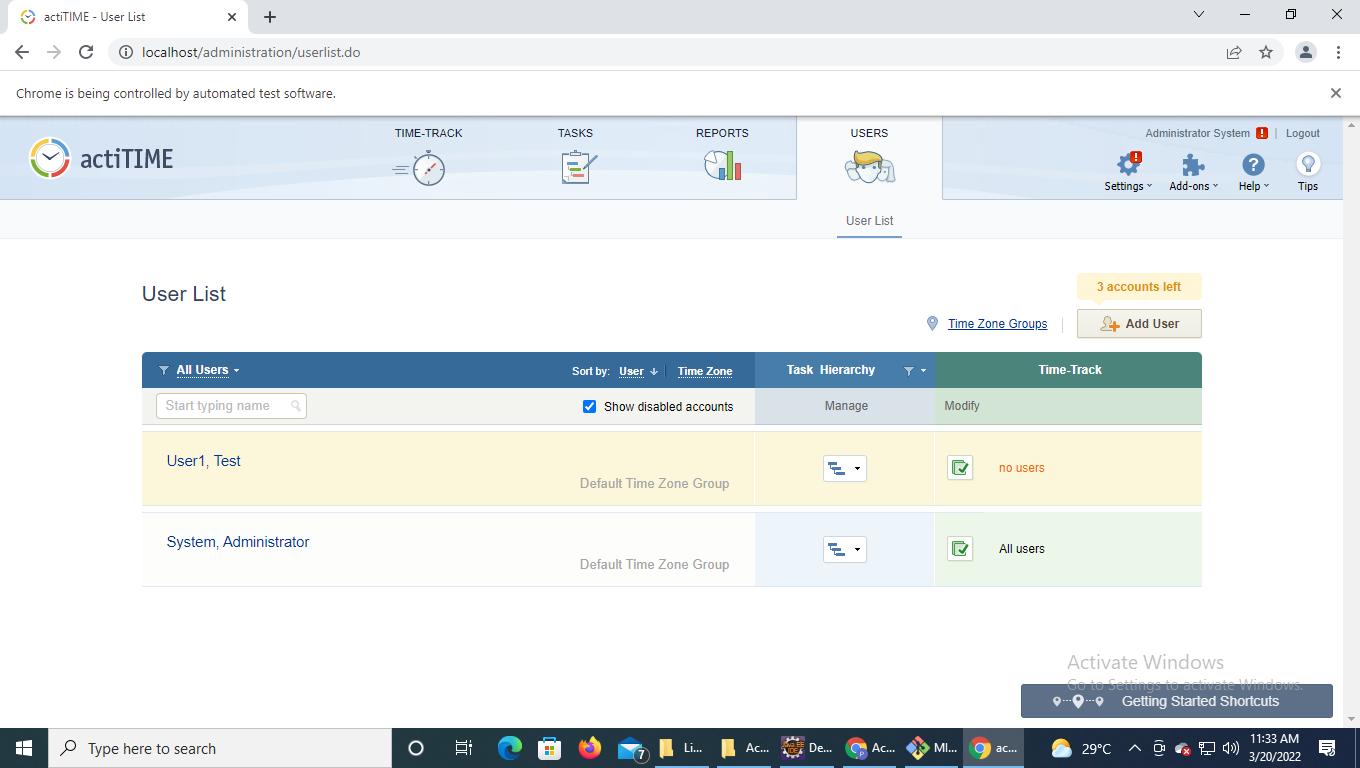 actiTIME - User List
localhost/administration/userlist.do
Chrome is being controlled by automated test software.
actiTIME
TIME-TRACK
TASKS
REPORTS
USERS
Administrator System ! | Logout
Settings
Add-ons
Help
Tips
User List
User List
3 accounts left
Time Zone Groups
Add User
All Users
Sort by: User Time Zone
Task Hierarchy
Time-Track
Start typing name
Show disabled accounts
Manage
Modify
User1, Test
Default Time Zone Group
no users
System, Administrator
Default Time Zone Group
All users
Activate Windows
Go to Settings to activate Windows.
Getting Started Shortcuts
Type here to search
7
Li...
Ac...
De...
Ac...
MI...
ac...
29°C
11:33 AM
3/20/2022